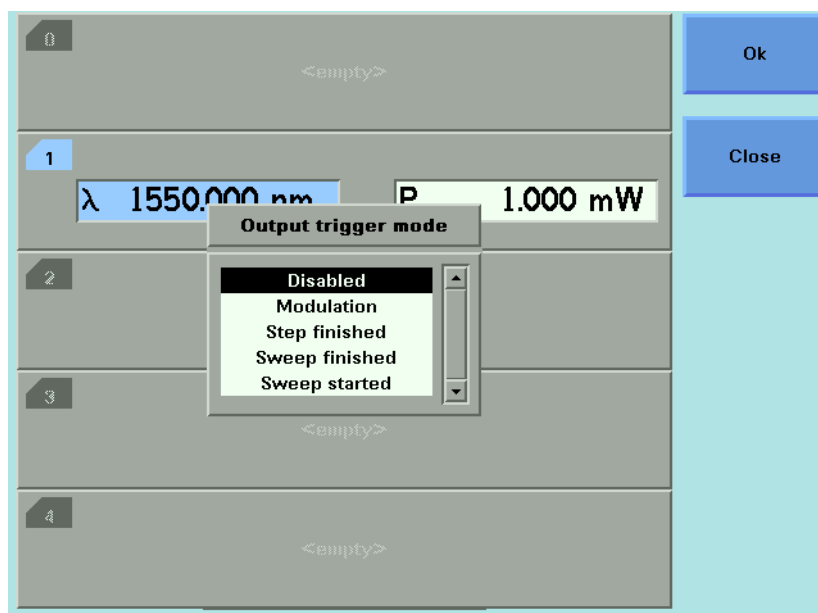 0
<empty>
Ok
1
Close
λ 1550.000 nm
P 1.000 mW
Output trigger mode
2
Disabled
Modulation
Step finished
Sweep finished
Sweep started
3
<empty>
4
<empty>